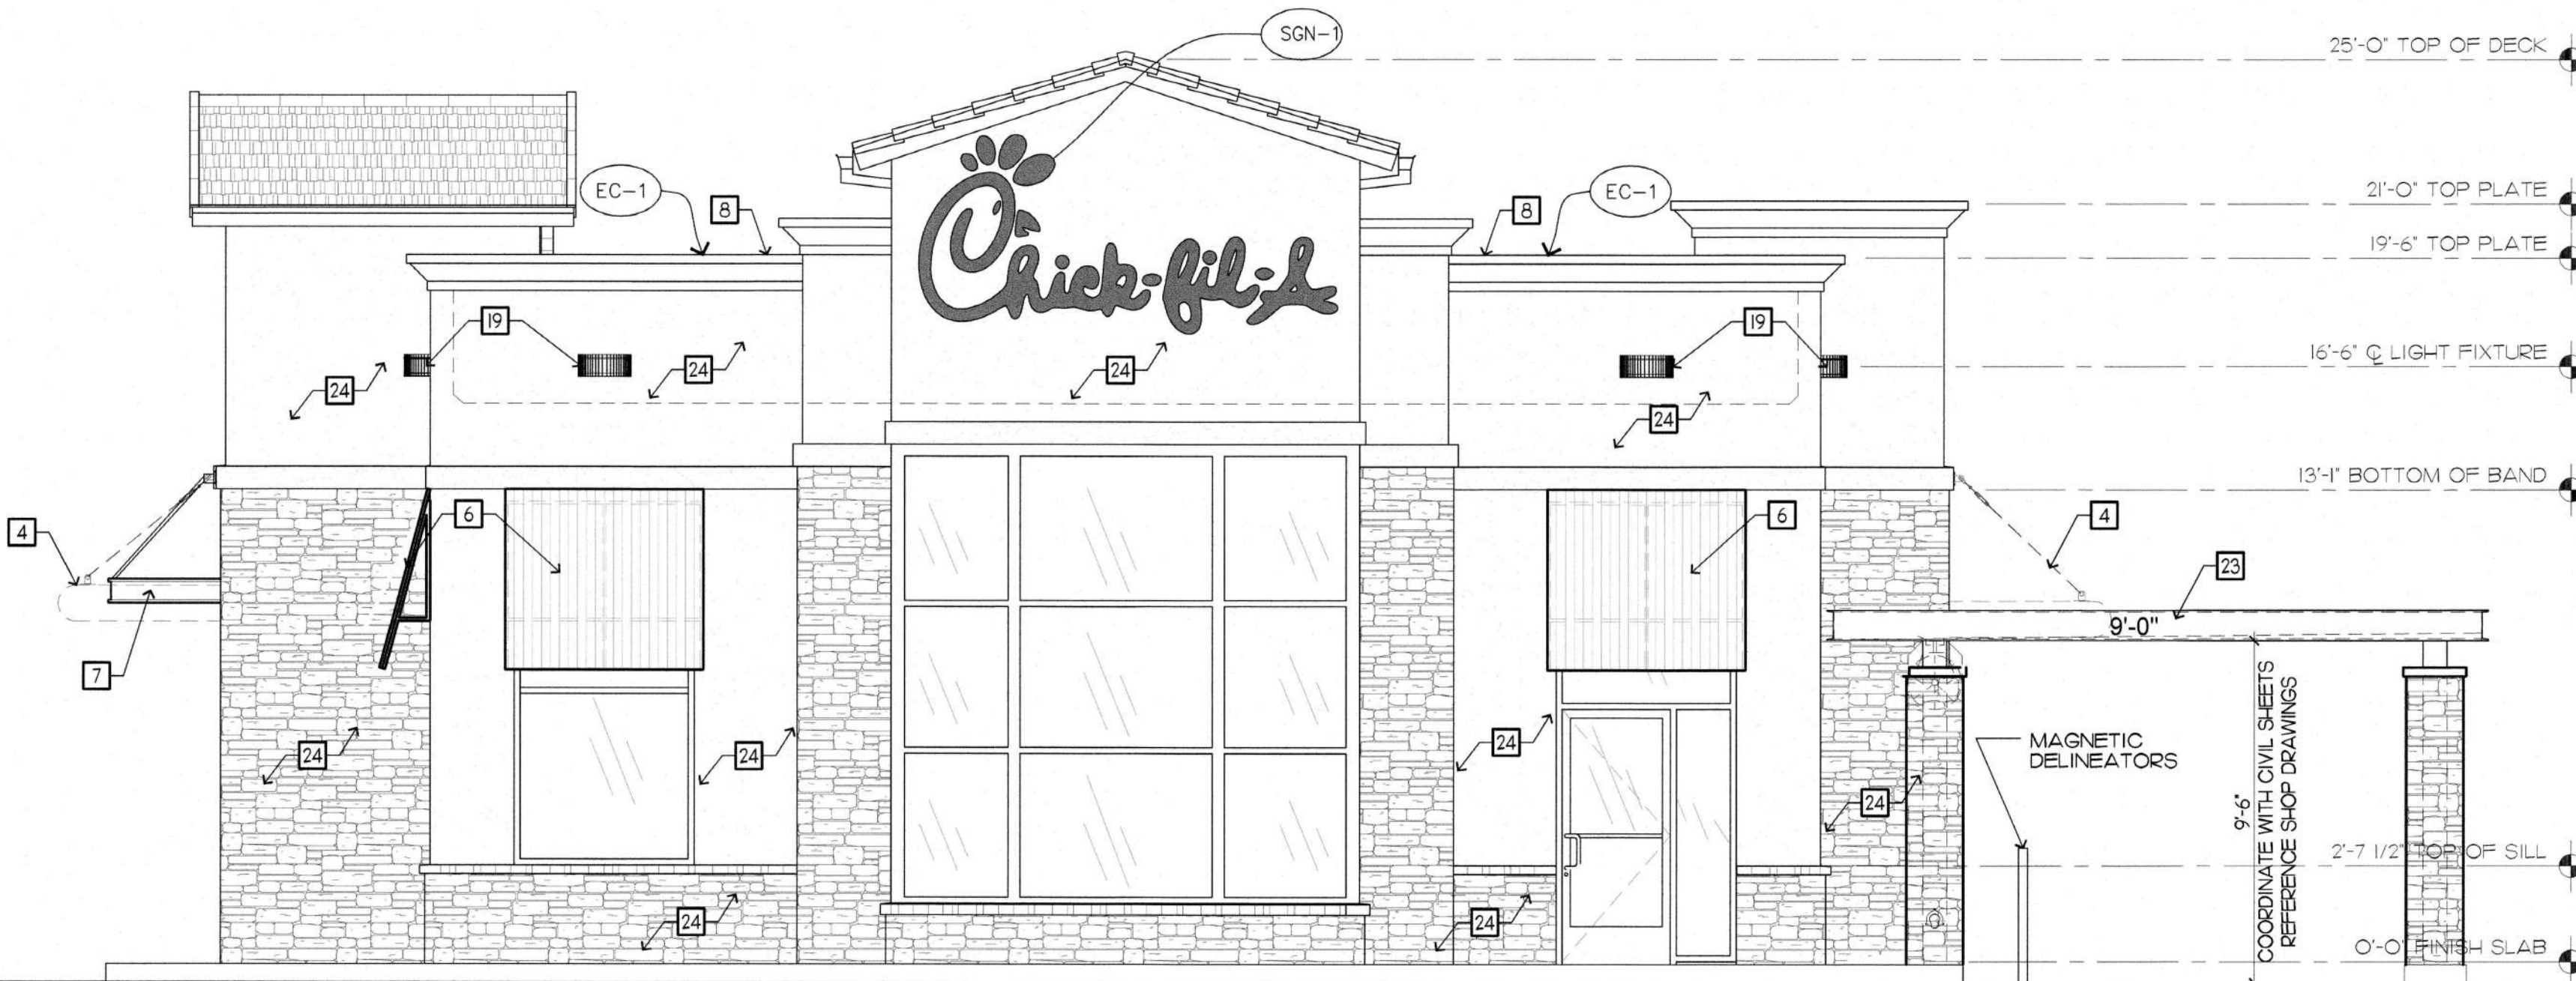 SGN-1
25'-0" TOP OF DECK
EC-1
8
8
EC-1
21'-0" TOP PLATE
19'-6" TOP PLATE
Chick-fil-A
19
19
16'-6" ℄ LIGHT FIXTURE
24
24
24
24
13'-1" BOTTOM OF BAND
4
6
6
4
23
9'-0"
7
24
24
24
24
MAGNETIC
DELINEATORS
9'-6"
COORDINATE WITH CIVIL SHEETS
REFERENCE SHOP DRAWINGS
2'-7 1/2" TOP OF SILL
24
24
0'-0" FINISH SLAB